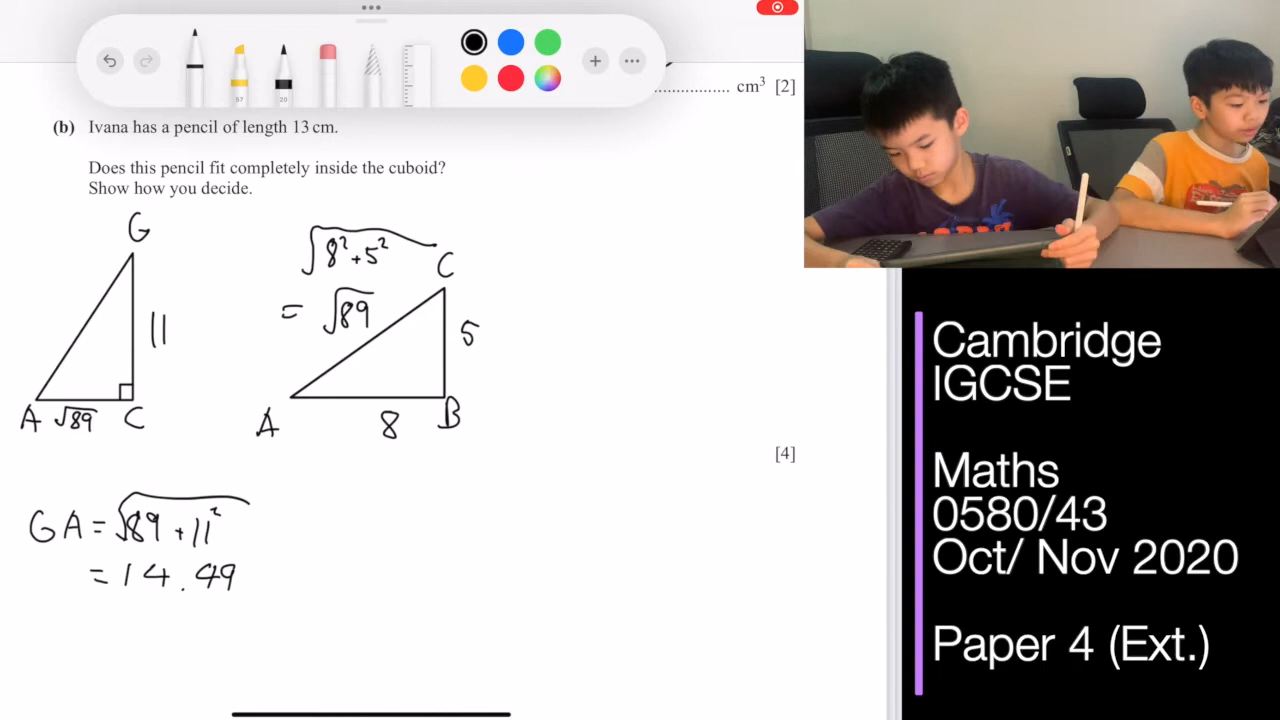 57
20
cm³ [2]
(b) Ivana has a pencil of length 13 cm.
Does this pencil fit completely inside the cuboid?
Show how you decide.
G
11
A √89 C
√8²+5²
= √89
C
5
A
8
B
[4]
GA = √89 + 11²
= 14.49
Cambridge
IGCSE
Maths
0580/43
Oct/ Nov 2020
Paper 4 (Ext.)